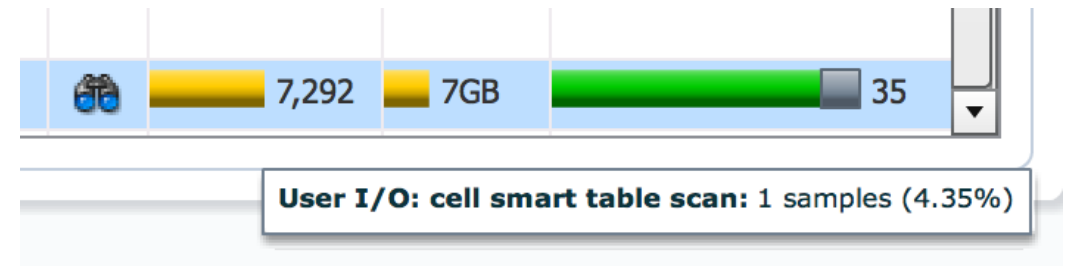 7,292 7GB 35
User I/O: cell smart table scan: 1 samples (4.35%)